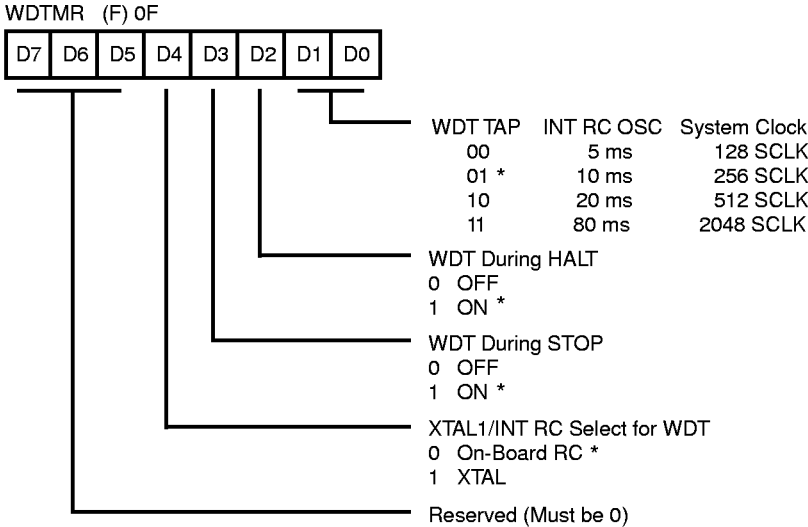 WDTMR (F) 0F
D7 D6 D5 D4 D3 D2 D1 D0
WDT TAP INT RC OSC System Clock
00 5 ms 128 SCLK
01 * 10 ms 256 SCLK
10 20 ms 512 SCLK
11 80 ms 2048 SCLK
WDT During HALT
0 OFF
1 ON *
WDT During STOP
0 OFF
1 ON *
XTAL1/INT RC Select for WDT
0 On-Board RC *
1 XTAL
Reserved (Must be 0)